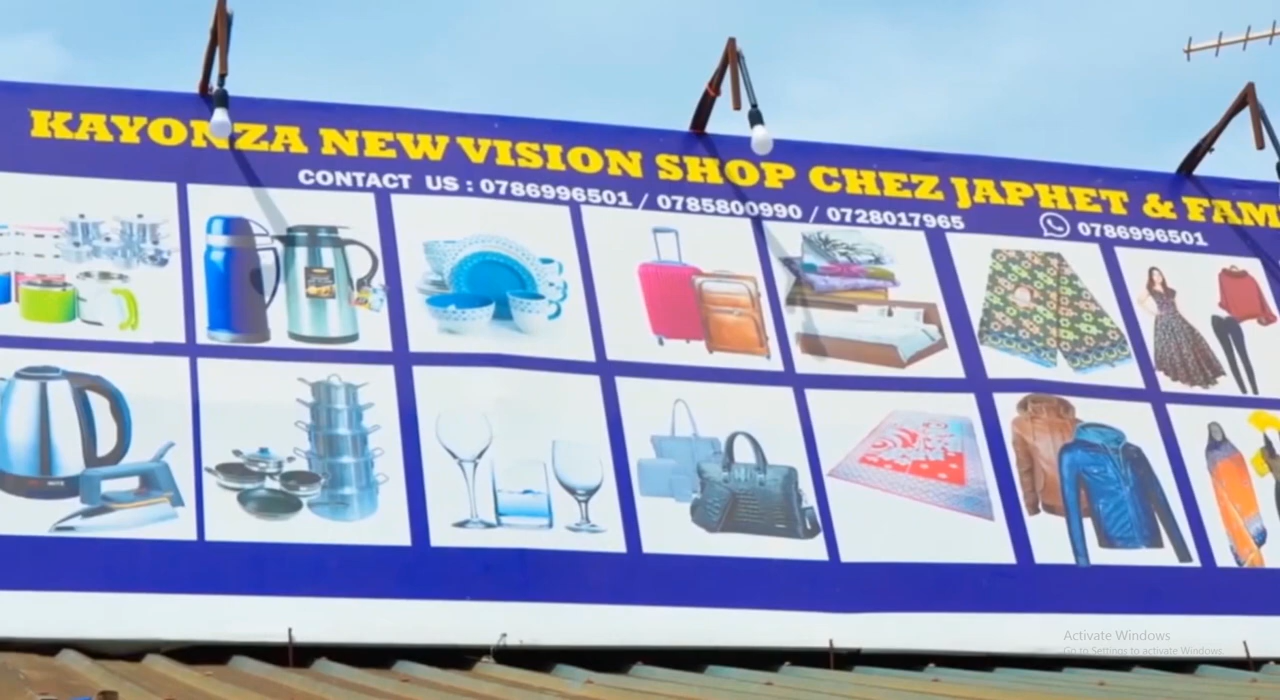 KAYONZA NEW VISION SHOP CHEZ JAPHET & FAM
CONTACT US : 0786996501 / 0785800990 / 0728017965
0786996501
Activate Windows
Go to Settings to activate Windows.